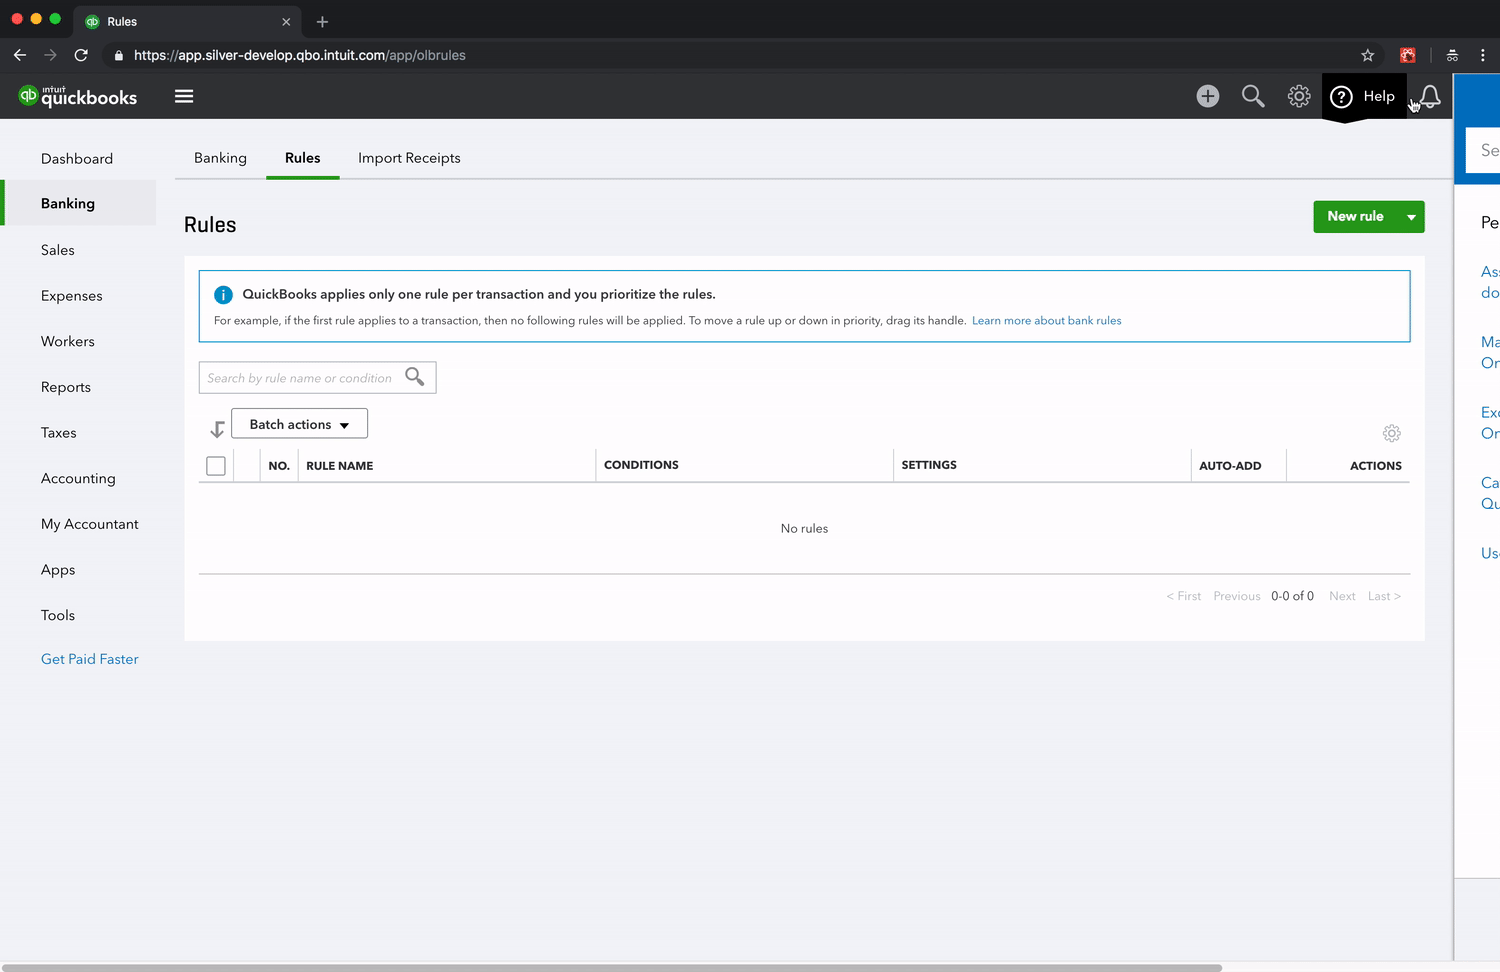 Rules
https://app.silver-develop.qbo.intuit.com/app/olbrules
qb intuit quickbooks
? Help
Dashboard
Banking
Sales
Expenses
Workers
Reports
Taxes
Accounting
My Accountant
Apps
Tools
Get Paid Faster
Banking Rules Import Receipts
Rules
New rule
i QuickBooks applies only one rule per transaction and you prioritize the rules.
For example, if the first rule applies to a transaction, then no following rules will be applied. To move a rule up or down in priority, drag its handle. Learn more about bank rules
Search by rule name or condition
Batch actions
NO. RULE NAME CONDITIONS SETTINGS AUTO-ADD ACTIONS
No rules
< First Previous 0-0 of 0 Next Last >
Se
Pe
As
do
Ma
On
Exc
On
Ca
Qu
Us